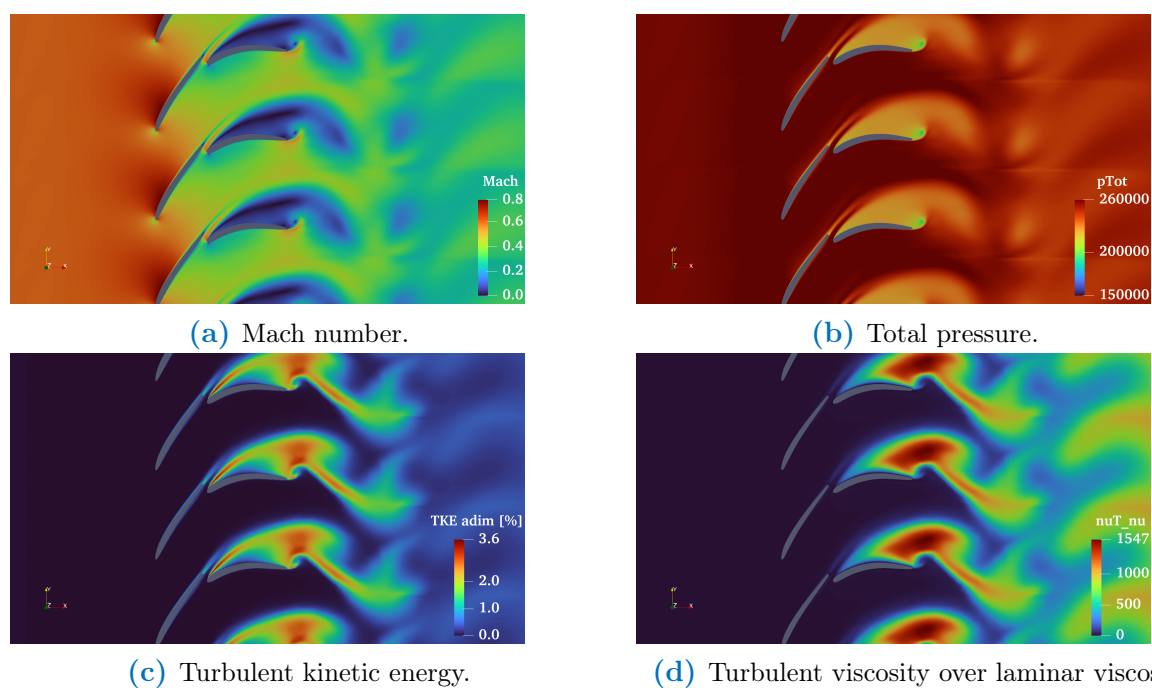 Mach
0.8
0.6
0.4
0.2
0.0
Y
Z
X
(a) Mach number.
pTot
260000
200000
150000
Y
Z
X
(b) Total pressure.
TKE adim [%]
3.6
2.0
1.0
0.0
Y
Z
X
(c) Turbulent kinetic energy.
nuT_nu
1547
1000
500
0
Y
Z
X
(d) Turbulent viscosity over laminar viscos